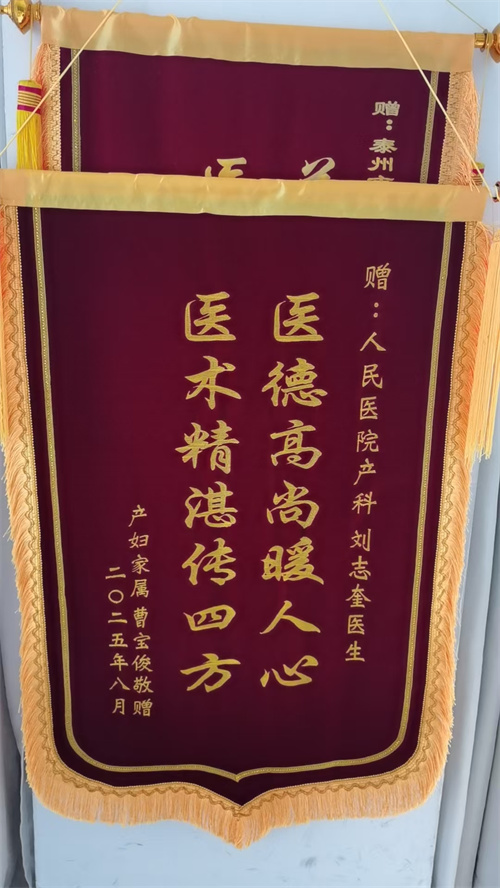 赠：人民医院产科刘志奎医生
医德高尚暖人心
医术精湛传四方
产妇家属曹宝俊敬赠
二〇二五年八月
赠：泰州
医